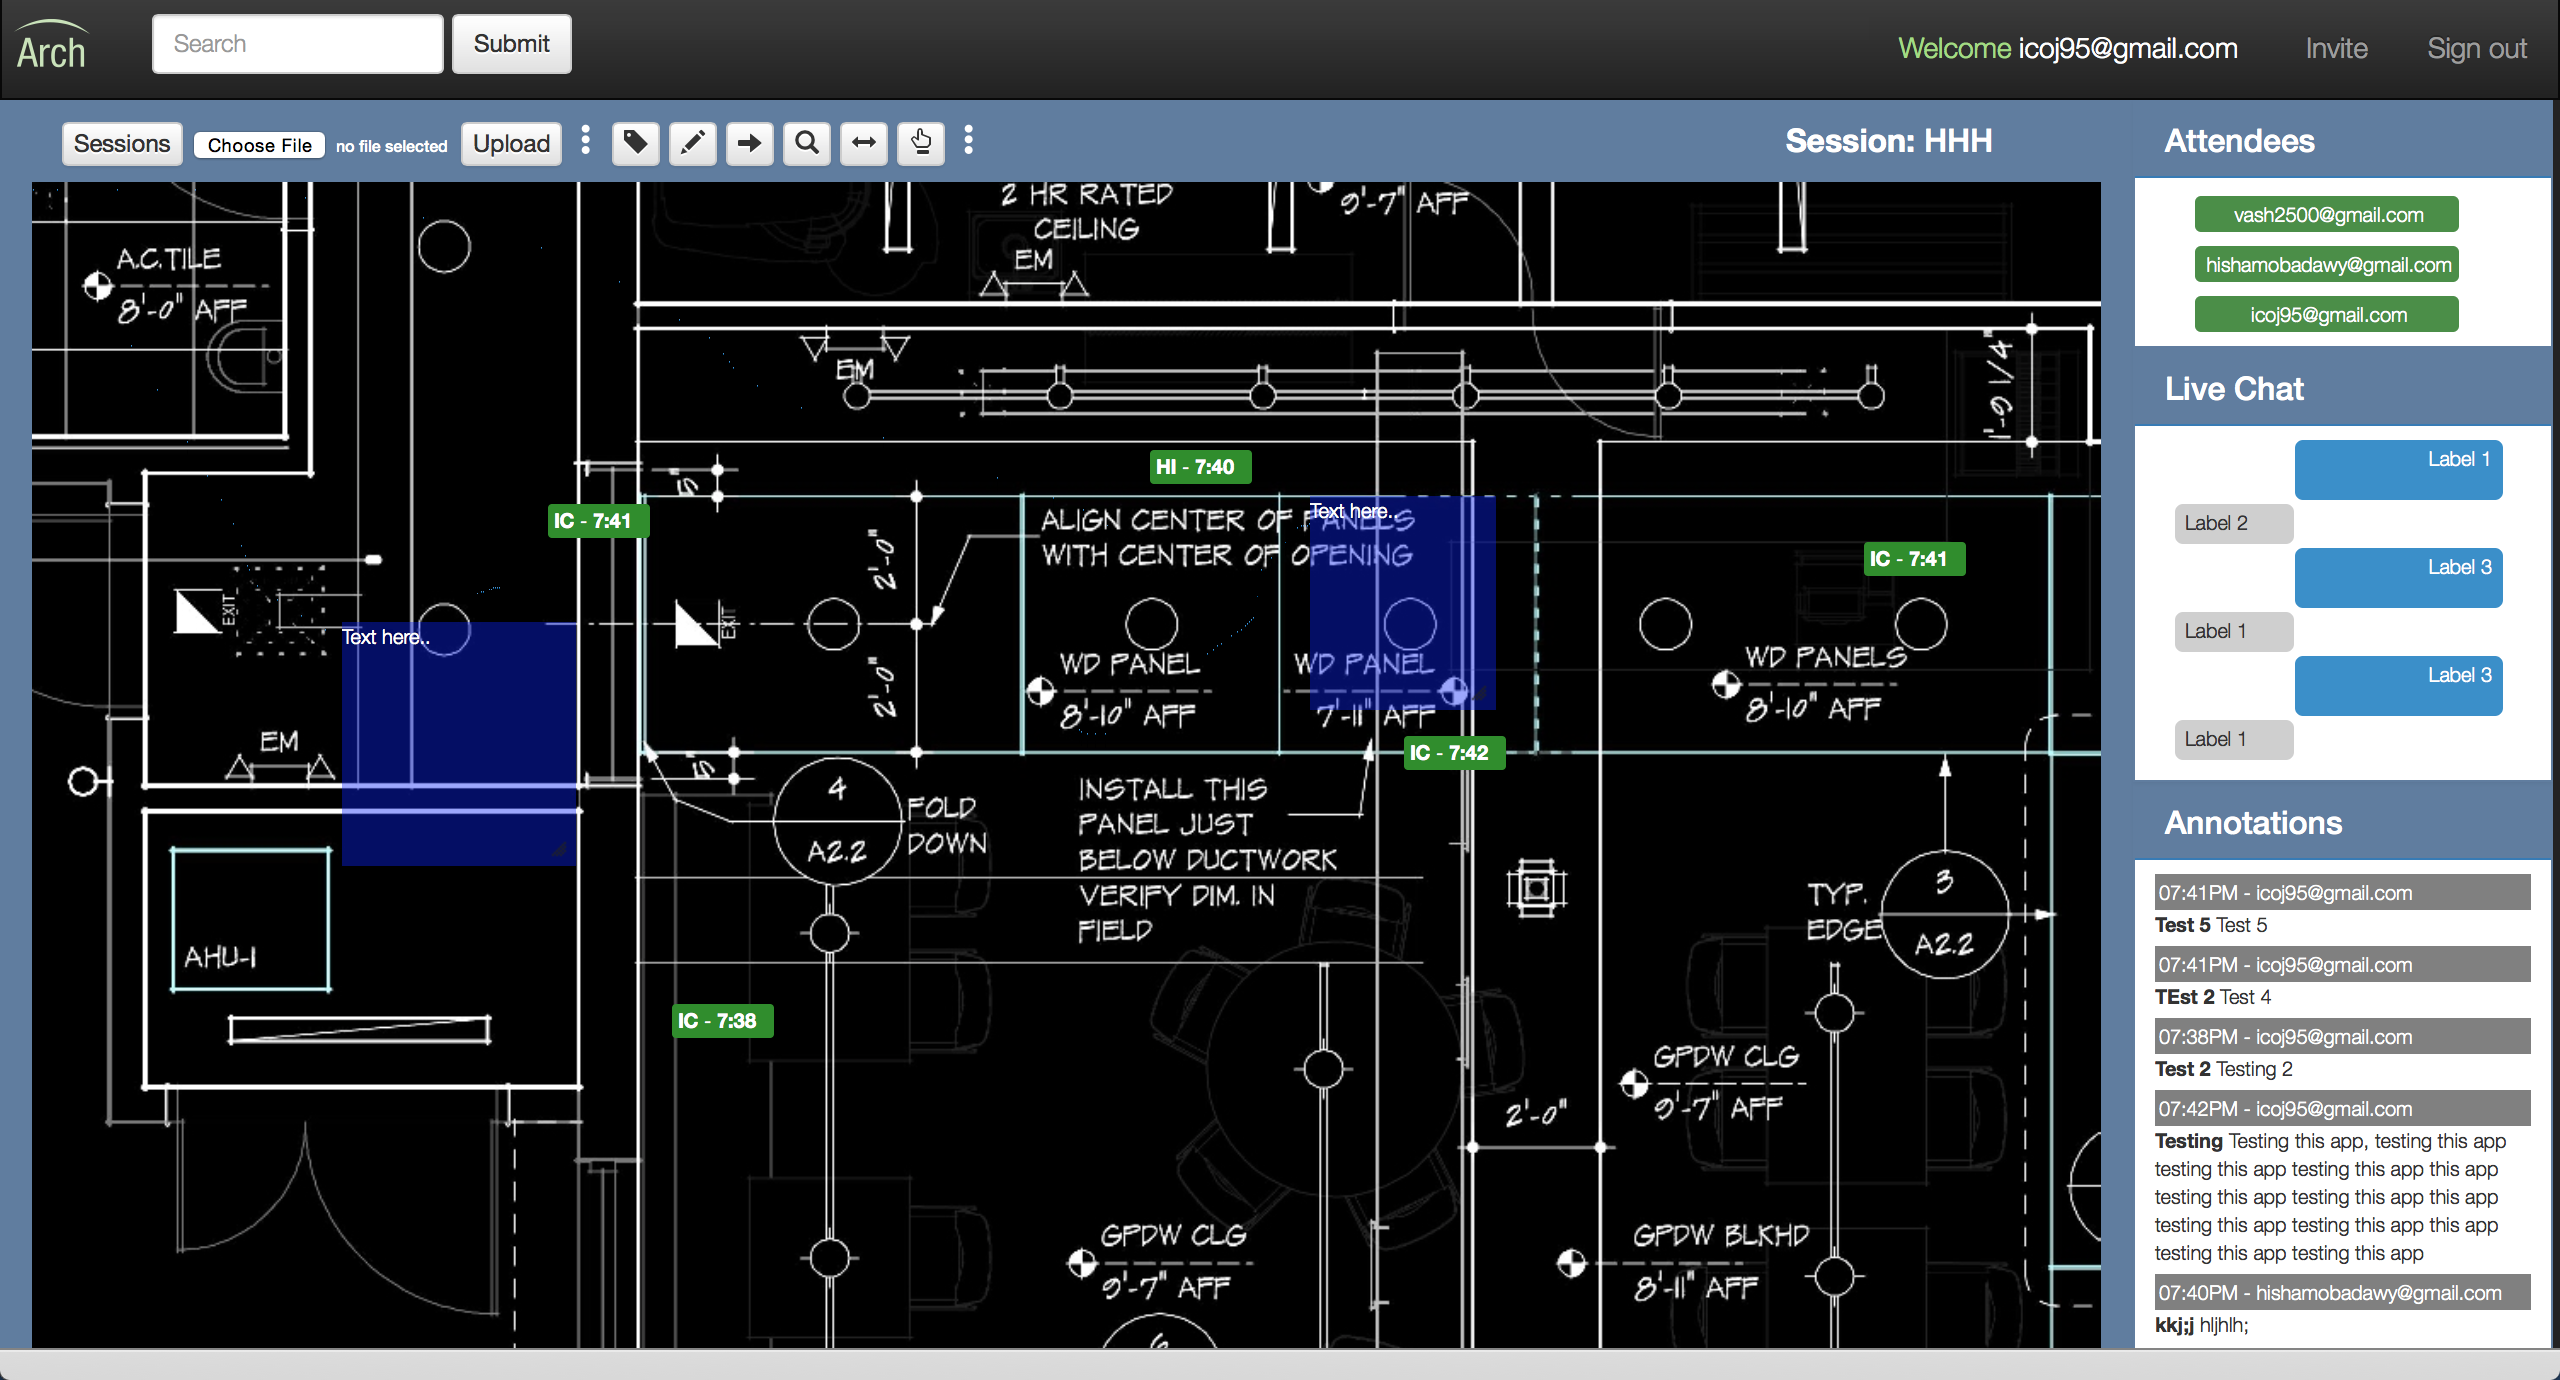 Arch
Search
Submit
Welcome icoj95@gmail.com
Invite
Sign out
Sessions
Choose File
no file selected
Upload
Session: HHH
2 HR RATED
CEILING
EM
9'-7" AFF
A.C.TILE
8'-0" AFF
EM
4'-1 6/1"
HI - 7:40
IC - 7:41
5"
ALIGN CENTER OF PANELS
WITH CENTER OF OPENING
Text here..
2'-0"
IC - 7:41
EXIT
EXIT
Text here..
WD PANEL
8'-10" AFF
WD PANEL
7'-11" AFF
WD PANELS
8'-10" AFF
2'-0"
EM
5"
IC - 7:42
4
A2.2
FOLD
DOWN
INSTALL THIS
PANEL JUST
BELOW DUCTWORK
VERIFY DIM. IN
FIELD
TYP.
EDGE
3
A2.2
AHU-1
IC - 7:38
GPDW CLG
9'-7" AFF
2'-0"
GPDW CLG
9'-7" AFF
GPDW BLKHD
8'-11" AFF
6
Attendees
vash2500@gmail.com
hishamobadawy@gmail.com
icoj95@gmail.com
Live Chat
Label 1
Label 2
Label 3
Label 1
Label 3
Label 1
Annotations
07:41PM - icoj95@gmail.com
Test 5 Test 5
07:41PM - icoj95@gmail.com
TEst 2 Test 4
07:38PM - icoj95@gmail.com
Test 2 Testing 2
07:42PM - icoj95@gmail.com
Testing Testing this app, testing this app
testing this app testing this app this app
testing this app testing this app this app
testing this app testing this app this app
testing this app testing this app
07:40PM - hishamobadawy@gmail.com
kkj;j hljhlh;